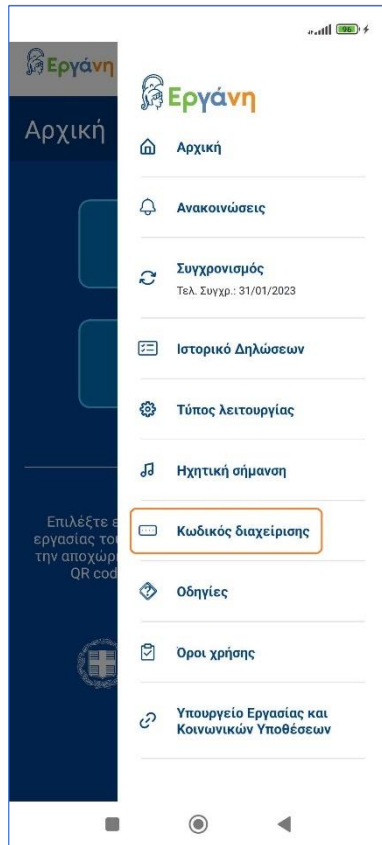 96
Εργάνη
Αρχική
Επιλέξτε ε
εργασίας το
την αποχώρ
QR cod
Εργάνη
Αρχική
Ανακοινώσεις
Συγχρονισμός
Τελ. Συγχρ.: 31/01/2023
Ιστορικό Δηλώσεων
Τύπος λειτουργίας
Ηχητική σήμανση
Κωδικός διαχείρισης
Οδηγίες
Όροι χρήσης
Υπουργείο Εργασίας και
Κοινωνικών Υποθέσεων